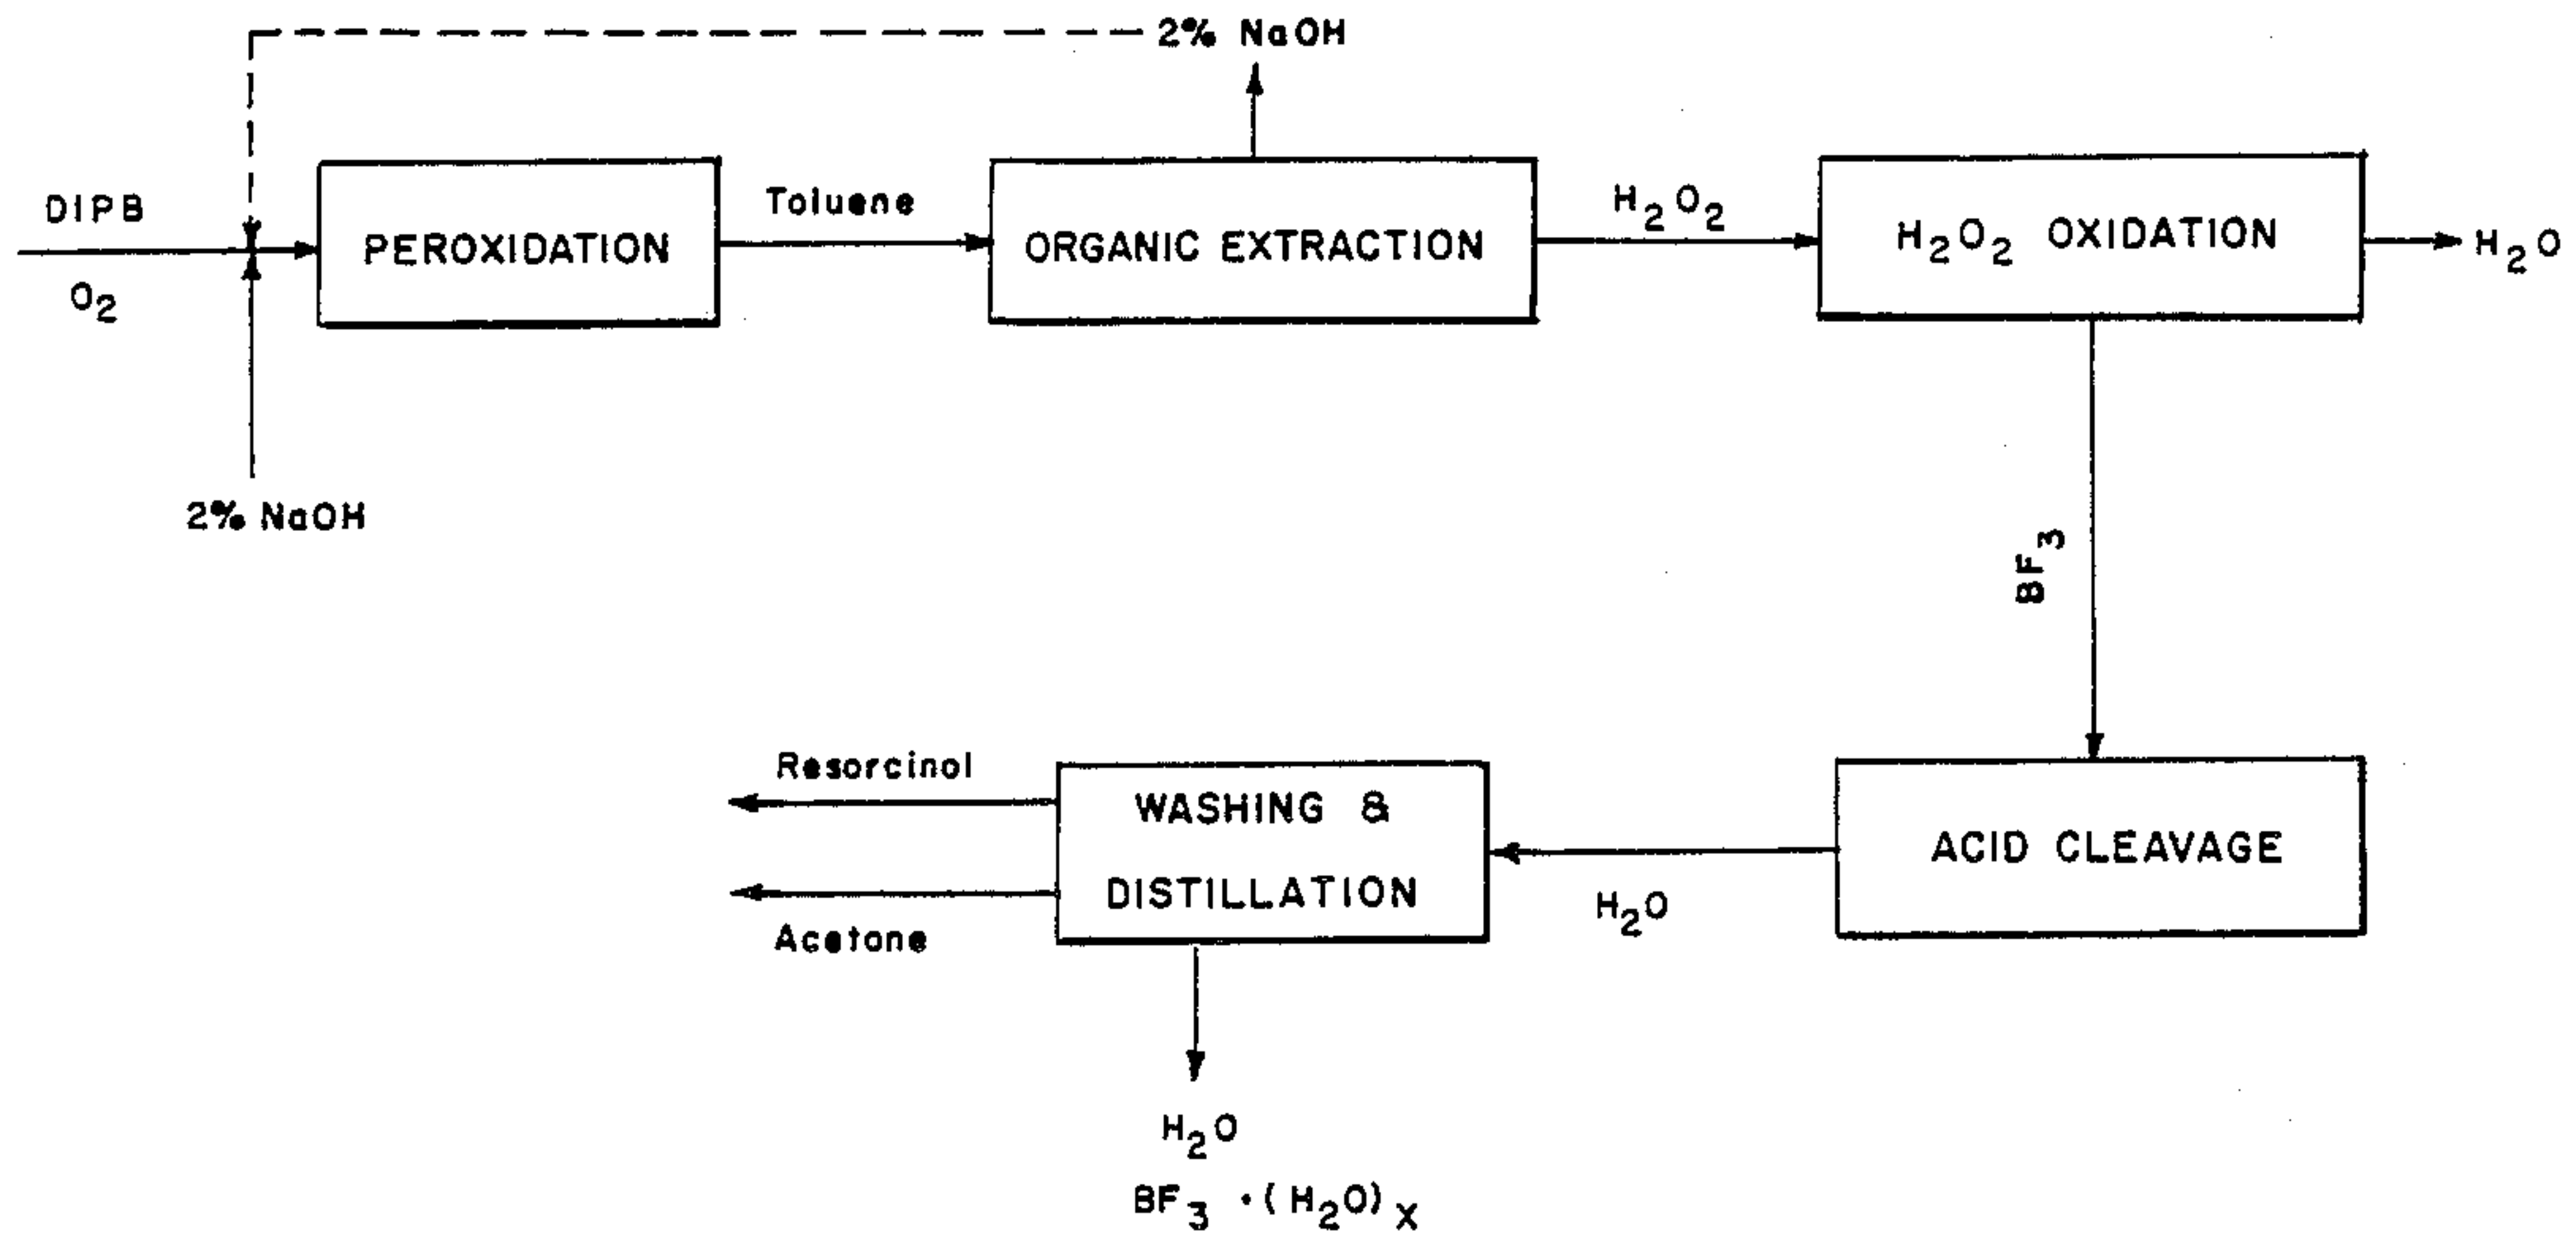 2% NaOH
DIPB
O2
PEROXIDATION
Toluene
ORGANIC EXTRACTION
H2O2
H2O2 OXIDATION
H2O
2% NaOH
BF3
Resorcinol
Acetone
WASHING &
DISTILLATION
H2O
ACID CLEAVAGE
H2O
BF3 · (H2O)X